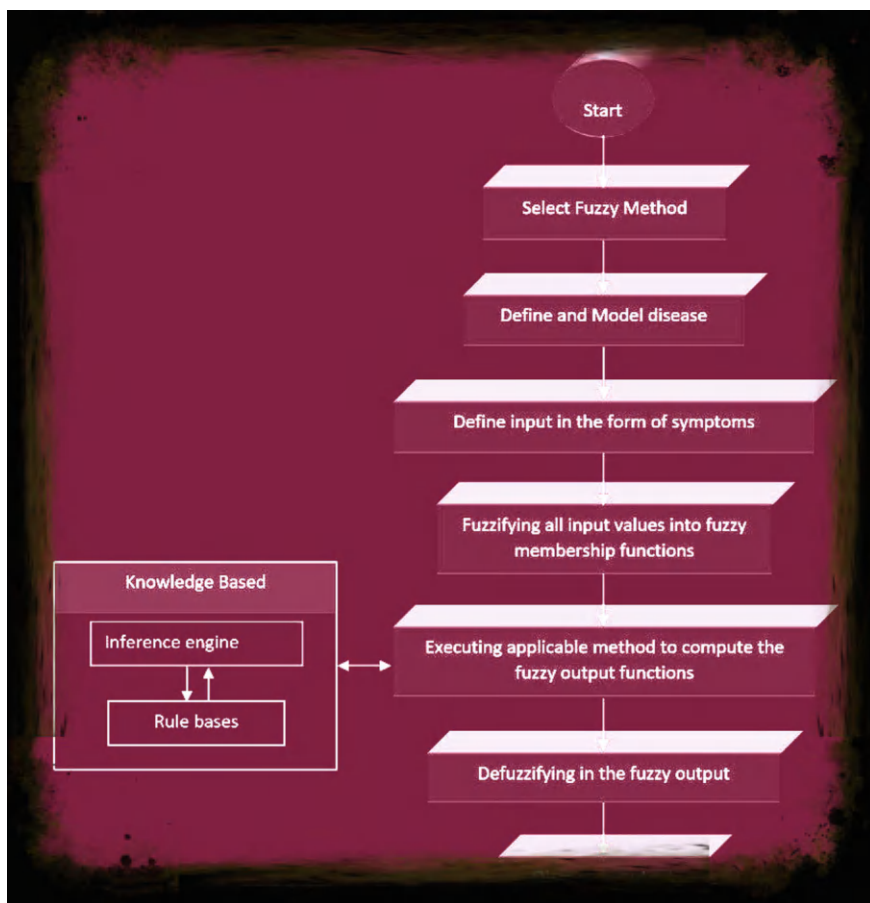 Start
Select Fuzzy Method
Define and Model disease
Define input in the form of symptoms
Fuzzifying all input values into fuzzy
membership functions
Knowledge Based
Inference engine
Rule bases
Executing applicable method to compute the
fuzzy output functions
Defuzzifying in the fuzzy output